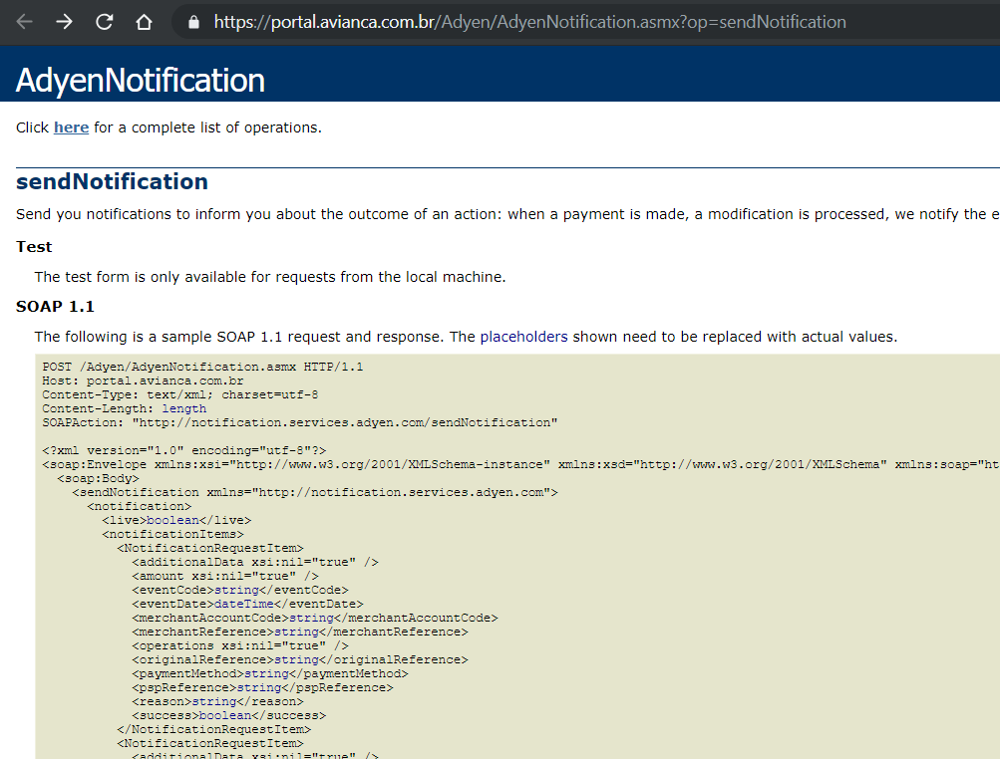 https://portal.avianca.com.br/Adyen/AdyenNotification.asmx?op=sendNotification
AdyenNotification
Click here for a complete list of operations.
sendNotification
Send you notifications to inform you about the outcome of an action: when a payment is made, a modification is processed, we notify the e
Test
The test form is only available for requests from the local machine.
SOAP 1.1
The following is a sample SOAP 1.1 request and response. The placeholders shown need to be replaced with actual values.
POST /Adyen/AdyenNotification.asmx HTTP/1.1
Host: portal.avianca.com.br
Content-Type: text/xml; charset=utf-8
Content-Length: length
SOAPAction: "http://notification.services.adyen.com/sendNotification"
<?xml version="1.0" encoding="utf-8"?>
<soap:Envelope xmlns:xsi="http://www.w3.org/2001/XMLSchema-instance" xmlns:xsd="http://www.w3.org/2001/XMLSchema" xmlns:soap="ht
<soap:Body>
<sendNotification xmlns="http://notification.services.adyen.com">
<notification>
<live>boolean</live>
<notificationItems>
<NotificationRequestItem>
<additionalData xsi:nil="true" />
<amount xsi:nil="true" />
<eventCode>string</eventCode>
<eventDate>dateTime</eventDate>
<merchantAccountCode>string</merchantAccountCode>
<merchantReference>string</merchantReference>
<operations xsi:nil="true" />
<originalReference>string</originalReference>
<paymentMethod>string</paymentMethod>
<pspReference>string</pspReference>
<reason>string</reason>
<success>boolean</success>
</NotificationRequestItem>
<NotificationRequestItem>
<additionalData xsi:nil="true" />